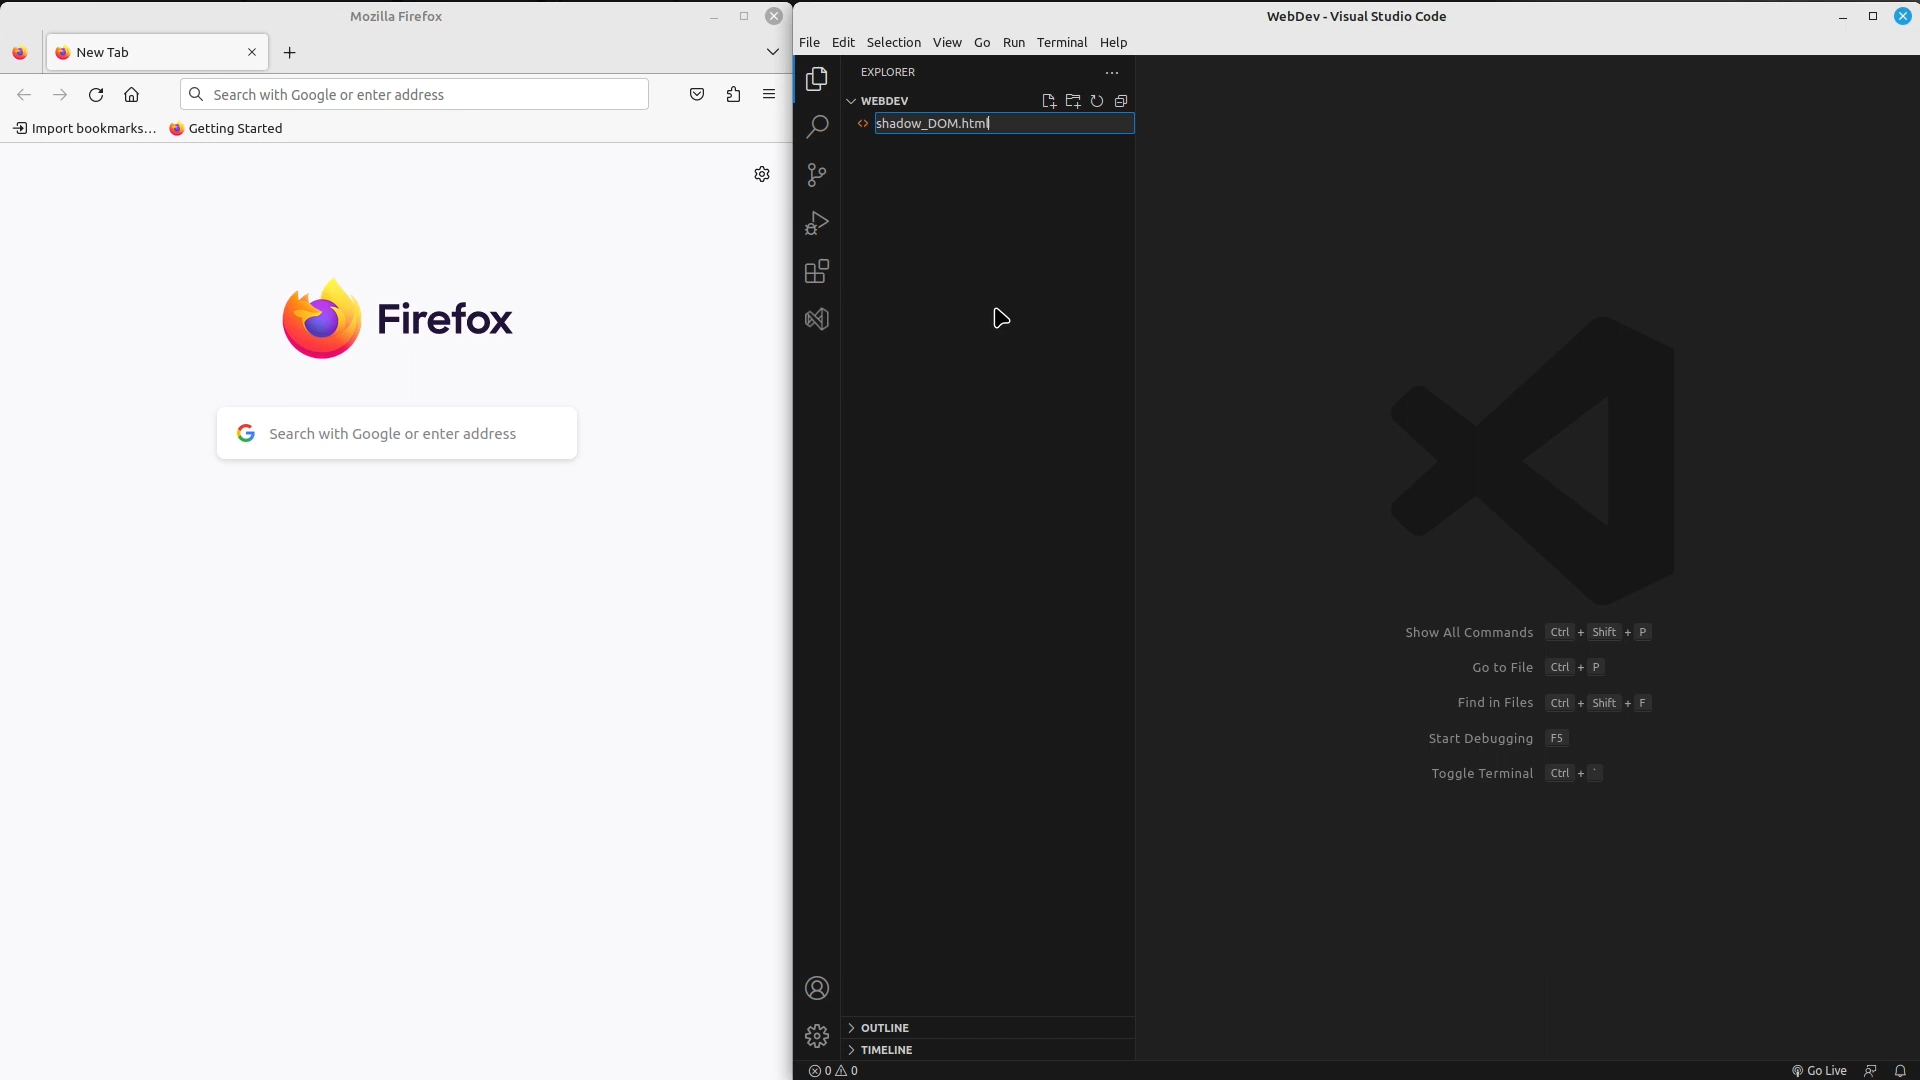 Mozilla Firefox
New Tab
Search with Google or enter address
Import bookmarks...
Getting Started
Firefox
Search with Google or enter address
WebDev - Visual Studio Code
File Edit Selection View Go Run Terminal Help
EXPLORER
WEBDEV
shadow_DOM.html
Show All Commands Ctrl + Shift + P
Go to File Ctrl + P
Find in Files Ctrl + Shift + F
Start Debugging F5
Toggle Terminal Ctrl + `
OUTLINE
TIMELINE
0 0
Go Live